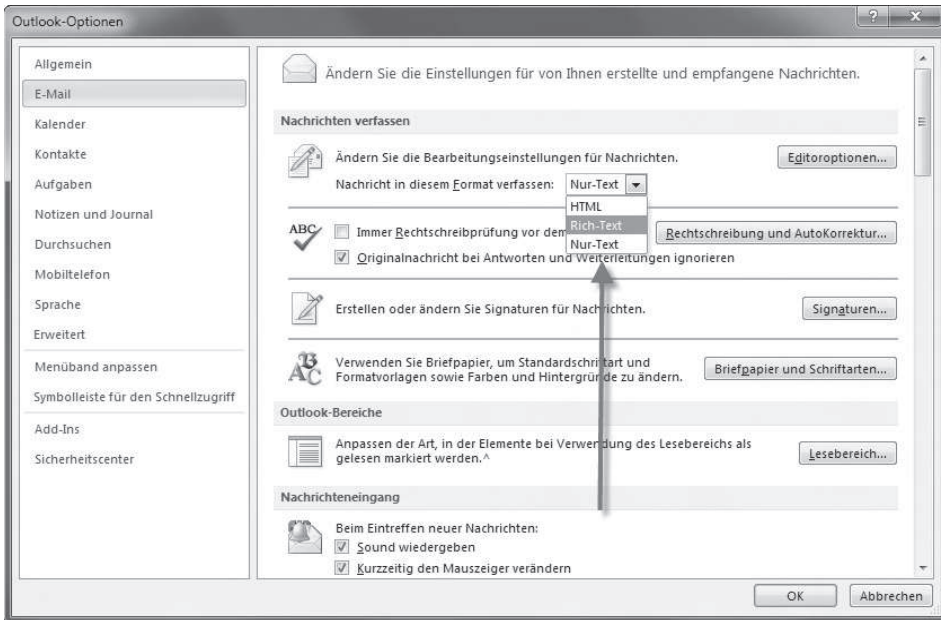 Outlook-Optionen
Allgemein
E-Mail
Kalender
Kontakte
Aufgaben
Notizen und Journal
Durchsuchen
Mobiltelefon
Sprache
Erweitert
Menüband anpassen
Symbolleiste für den Schnellzugriff
Add-Ins
Sicherheitscenter
Ändern Sie die Einstellungen für von Ihnen erstellte und empfangene Nachrichten.
Nachrichten verfassen
Ändern Sie die Bearbeitungseinstellungen für Nachrichten.
Editoroptionen...
Nachricht in diesem Format verfassen: Nur-Text
HTML
Rich-Text
Nur-Text
ABC
Immer Rechtschreibprüfung vor dem
Rechtschreibung und AutoKorrektur...
Originalnachricht bei Antworten und Weiterleitungen ignorieren
Erstellen oder ändern Sie Signaturen für Nachrichten.
Signaturen...
Verwenden Sie Briefpapier, um Standardschriftart und
Formatvorlagen sowie Farben und Hintergründe zu ändern.
Briefpapier und Schriftarten...
Outlook-Bereiche
Anpassen der Art, in der Elemente bei Verwendung des Lesebereichs als
gelesen markiert werden.^
Lesebereich...
Nachrichteneingang
Beim Eintreffen neuer Nachrichten:
Sound wiedergeben
Kurzzeitig den Mauszeiger verändern
OK
Abbrechen